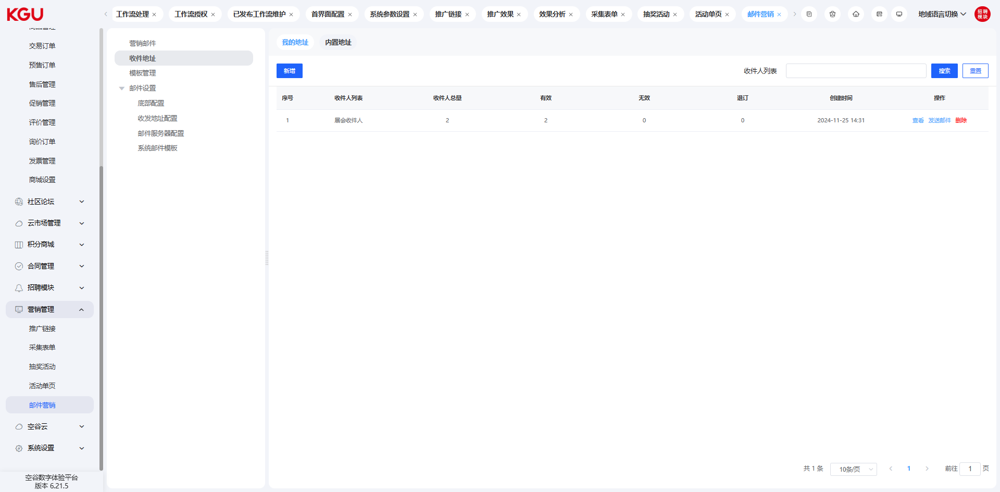 KGU
工作流处理
工作流授权
已发布工作流维护
首界面配置
系统参数设置
推广链接
推广效果
效果分析
采集表单
抽奖活动
活动单页
邮件营销
地域语言切换
招聘
模块
商品管理
交易订单
预售订单
售后管理
促销管理
评价管理
询价订单
发票管理
商城设置
社区论坛
云市场管理
积分商城
合同管理
招聘模块
营销管理
推广链接
采集表单
抽奖活动
活动单页
邮件营销
空谷云
系统设置
空谷数字体验平台
版本 6.21.5
营销邮件
收件地址
模板管理
邮件设置
底部配置
收发地址配置
邮件服务器配置
系统邮件模板
我的地址 内置地址
新增 收件人列表 搜索 重置
序号 收件人列表 收件人总量 有效 无效 退订 创建时间 操作
1 展会收件人 2 2 0 0 2024-11-25 14:31 查看 发送邮件 删除
共 1 条 10条/页 1 前往 1 页